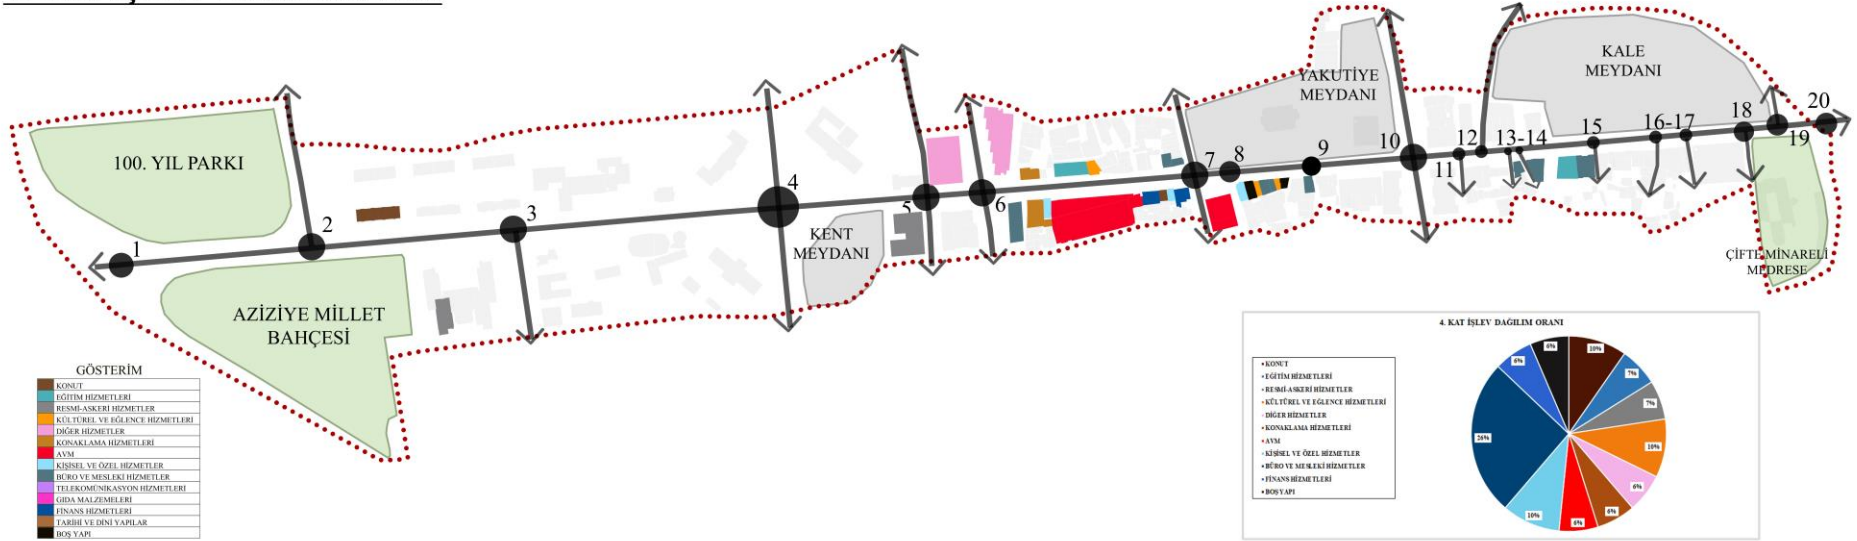 100. YIL PARKI
AZİZİYE MİLLET
BAHÇESİ
KENT
MEYDANI
YAKUTİYE
MEYDANI
KALE
MEYDANI
ÇİFTE MİNARELİ
MEDRESE
1
2
3
4
5
6
7
8
9
10
11
12
13-14
15
16-17
18
19
20
GÖSTERİM
KONUT
EĞİTİM HİZMETLERİ
RESMİ-ASKERİ HİZMETLER
KÜLTÜREL VE EĞLENCE HİZMETLERİ
DİĞER HİZMETLER
KONAKLAMA HİZMETLERİ
AVM
KİŞİSEL VE ÖZEL HİZMETLER
BÜRO VE MESLEKİ HİZMETLER
TELEKOMÜNİKASYON HİZMETLERİ
GIDA MALZEMELERİ
FİNANS HİZMETLERİ
TARİHİ VE DİNİ YAPILAR
BOŞ YAPI
4. KAT İŞLEV DAĞILIM ORANI
KONUT
EĞİTİM HİZMETLERİ
RESMİ-ASKERİ HİZMETLER
KÜLTÜREL VE EĞLENCE HİZMETLERİ
DİĞER HİZMETLER
KONAKLAMA HİZMETLERİ
AVM
KİŞİSEL VE ÖZEL HİZMETLER
BÜRO VE MESLEKİ HİZMETLER
FİNANS HİZMETLERİ
BOŞ YAPI
10%
7%
7%
10%
6%
6%
6%
10%
26%
6%
6%